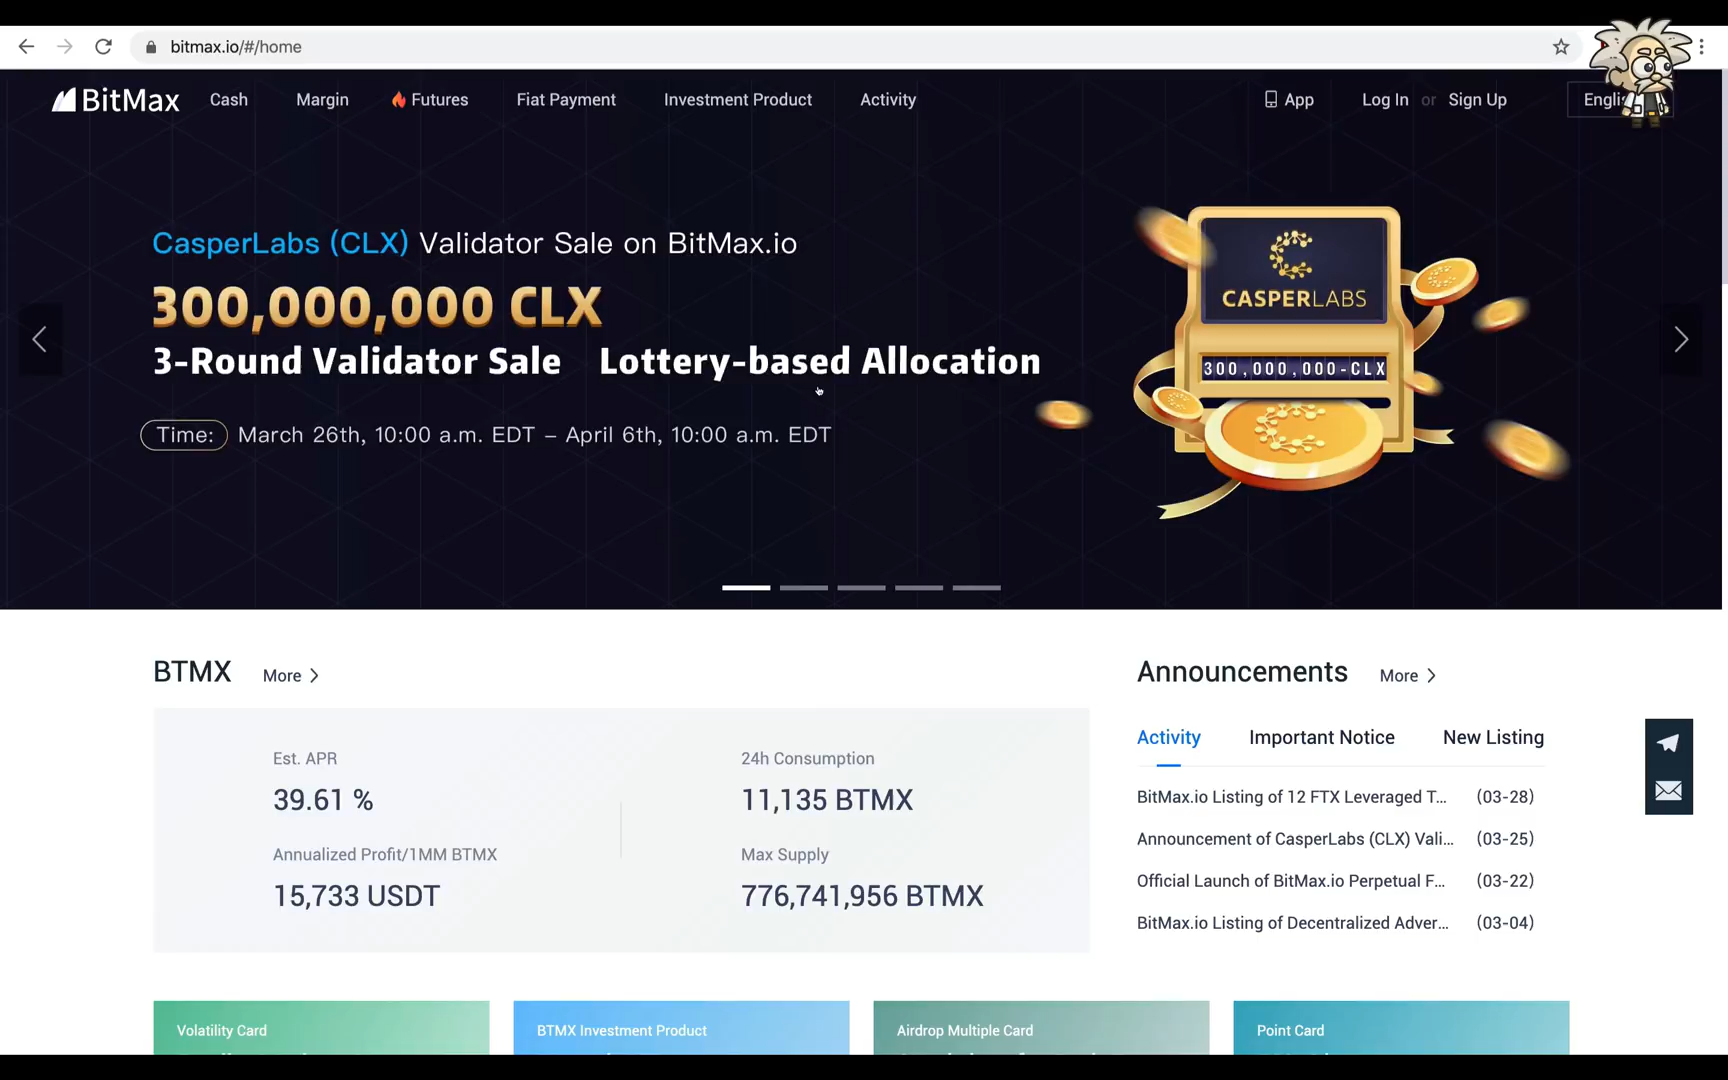 bitmax.io/#/home
BitMax Cash Margin Futures Fiat Payment Investment Product Activity App Log In or Sign Up
CasperLabs (CLX) Validator Sale on BitMax.io
300,000,000 CLX
3-Round Validator Sale Lottery-based Allocation
Time: March 26th, 10:00 a.m. EDT – April 6th, 10:00 a.m. EDT
CASPERLABS
300,000,000-CLX
BTMX More
Est. APR
39.61 %
24h Consumption
11,135 BTMX
Annualized Profit/1MM BTMX
15,733 USDT
Max Supply
776,741,956 BTMX
Announcements More
Activity Important Notice New Listing
BitMax.io Listing of 12 FTX Leveraged T... (03-28)
Announcement of CasperLabs (CLX) Vali... (03-25)
Official Launch of BitMax.io Perpetual F... (03-22)
BitMax.io Listing of Decentralized Adver... (03-04)
Volatility Card
BTMX Investment Product
Airdrop Multiple Card
Point Card